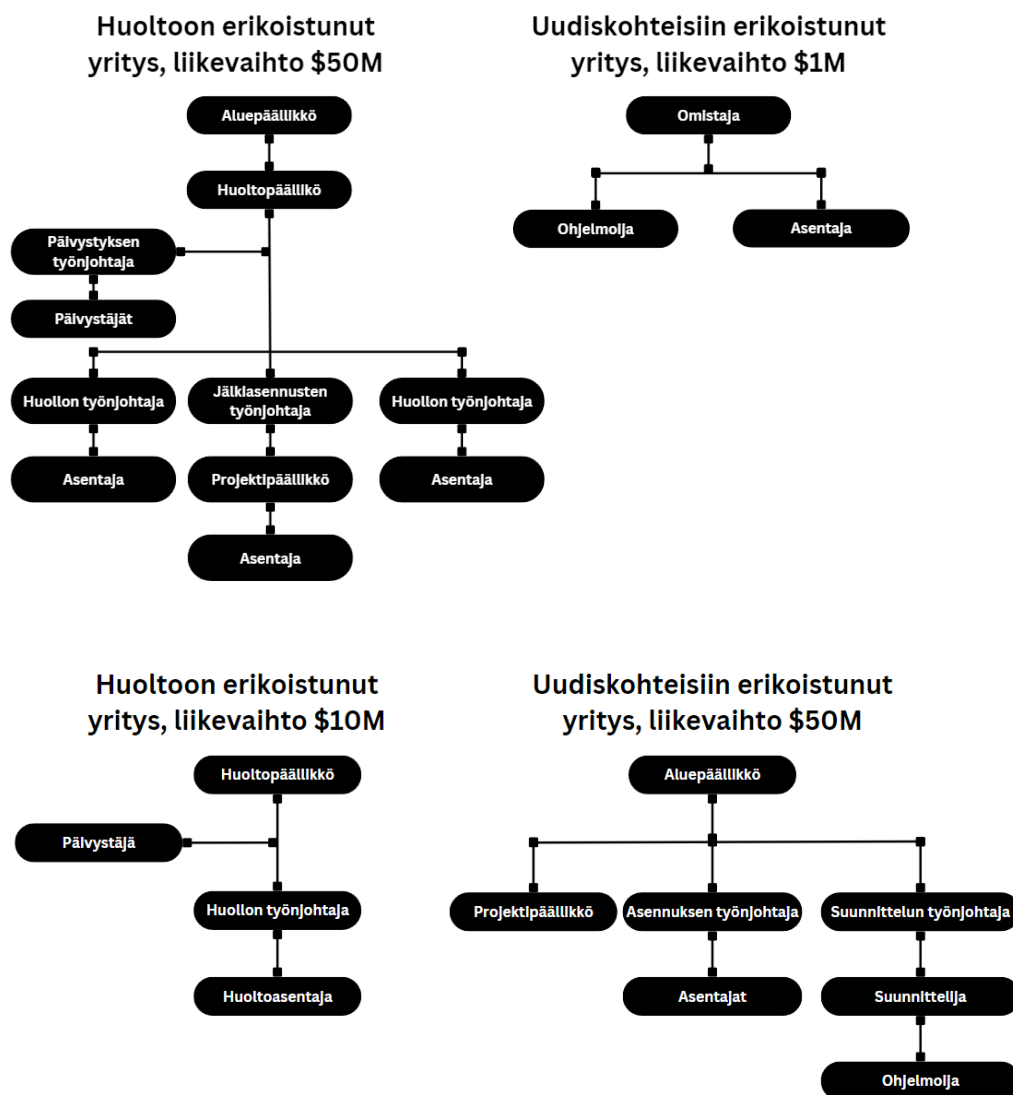 Huoltoon erikoistunut
yritys, liikevaihto $50M
Aluepäällikkö
Huoltopäällikö
Päivystyksen
työnjohtaja
Päivystäjät
Huollon työnjohtaja
Jälkiasennusten
työnjohtaja
Huollon työnjohtaja
Asentaja
Projektipäällikkö
Asentaja
Asentaja
Uudiskohteisiin erikoistunut
yritys, liikevaihto $1M
Omistaja
Ohjelmoija
Asentaja
Huoltoon erikoistunut
yritys, liikevaihto $10M
Huoltopäällikkö
Päivystäjä
Huollon työnjohtaja
Huoltoasentaja
Uudiskohteisiin erikoistunut
yritys, liikevaihto $50M
Aluepäällikkö
Projektipäällikkö
Asennuksen työnjohtaja
Suunnittelun työnjohtaja
Asentajat
Suunnittelija
Ohjelmoija